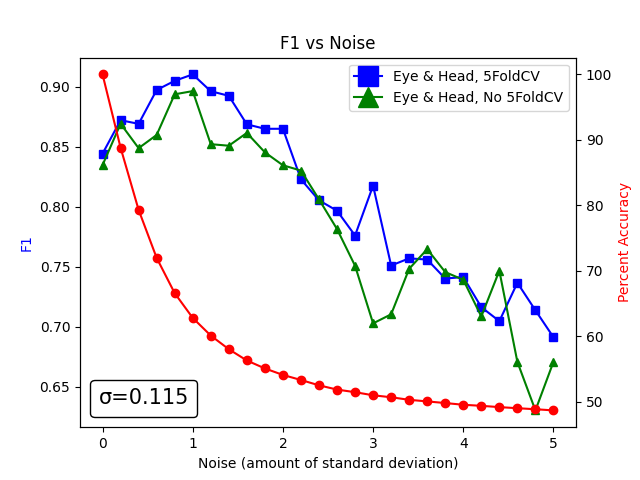 F1 vs Noise
Eye & Head, 5FoldCV
Eye & Head, No 5FoldCV
F1
0.90
0.85
0.80
0.75
0.70
0.65
100
90
80
70
60
50
Percent Accuracy
σ=0.115
0 1 2 3 4 5
Noise (amount of standard deviation)